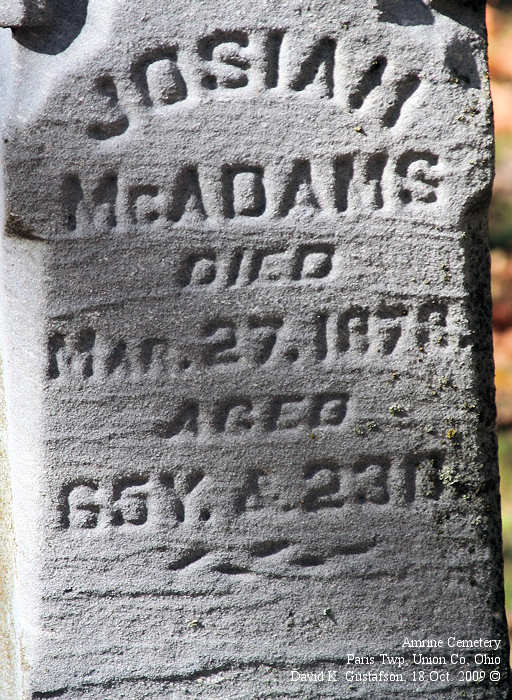 JOSIAH
McADAMS
DIED
MAR. 27. 1878.
AGED
65Y. & 23D.
Amrine Cemetery
Paris Twp, Union Co, Ohio
David K. Gustafson, 18 Oct. 2009 ©